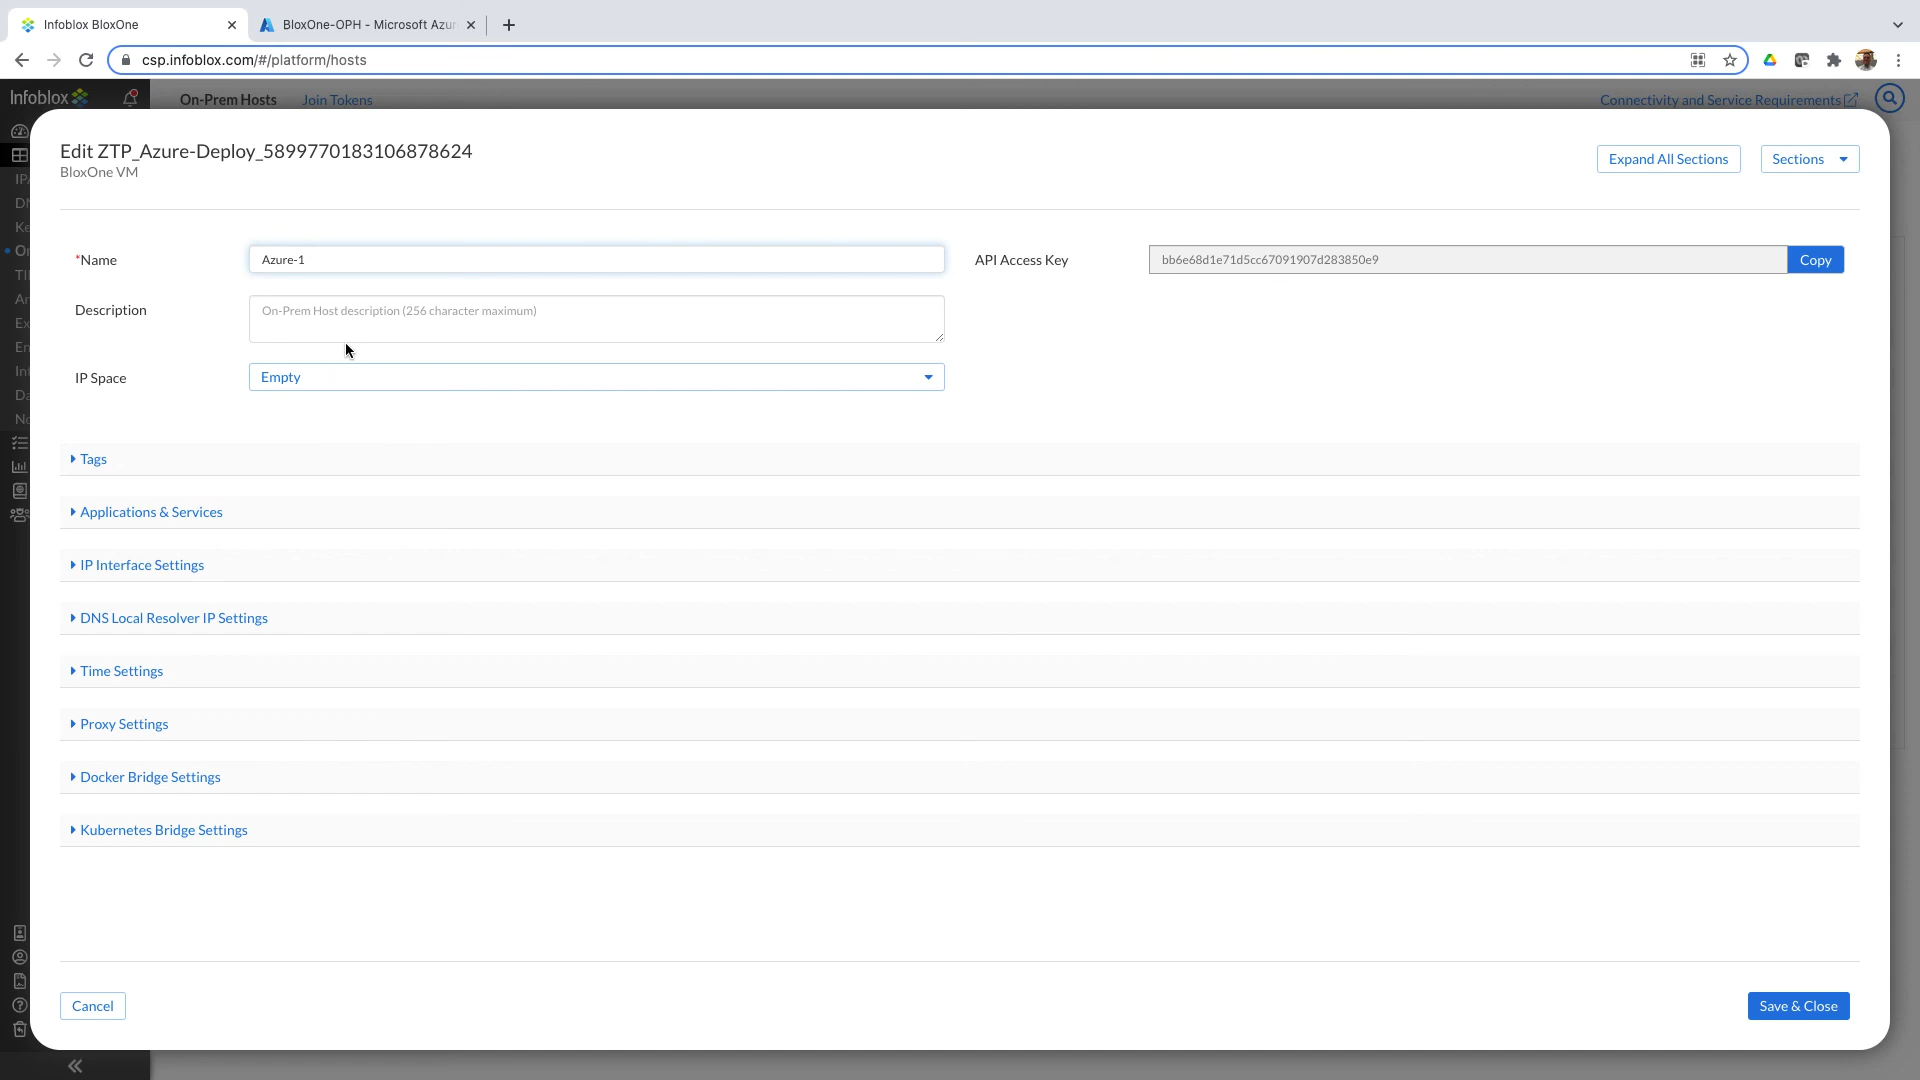 Infoblox BloxOne
BloxOne-OPH - Microsoft Azur
csp.infoblox.com/#/platform/hosts
Infoblox
On-Prem Hosts
Join Tokens
Connectivity and Service Requirements
Edit ZTP_Azure-Deploy_5899770183106878624
BloxOne VM
Expand All Sections
Sections
*Name
Azure-1
API Access Key
bb6e68d1e71d5cc67091907d283850e9
Copy
Description
On-Prem Host description (256 character maximum)
IP Space
Empty
Tags
Applications & Services
IP Interface Settings
DNS Local Resolver IP Settings
Time Settings
Proxy Settings
Docker Bridge Settings
Kubernetes Bridge Settings
Cancel
Save & Close